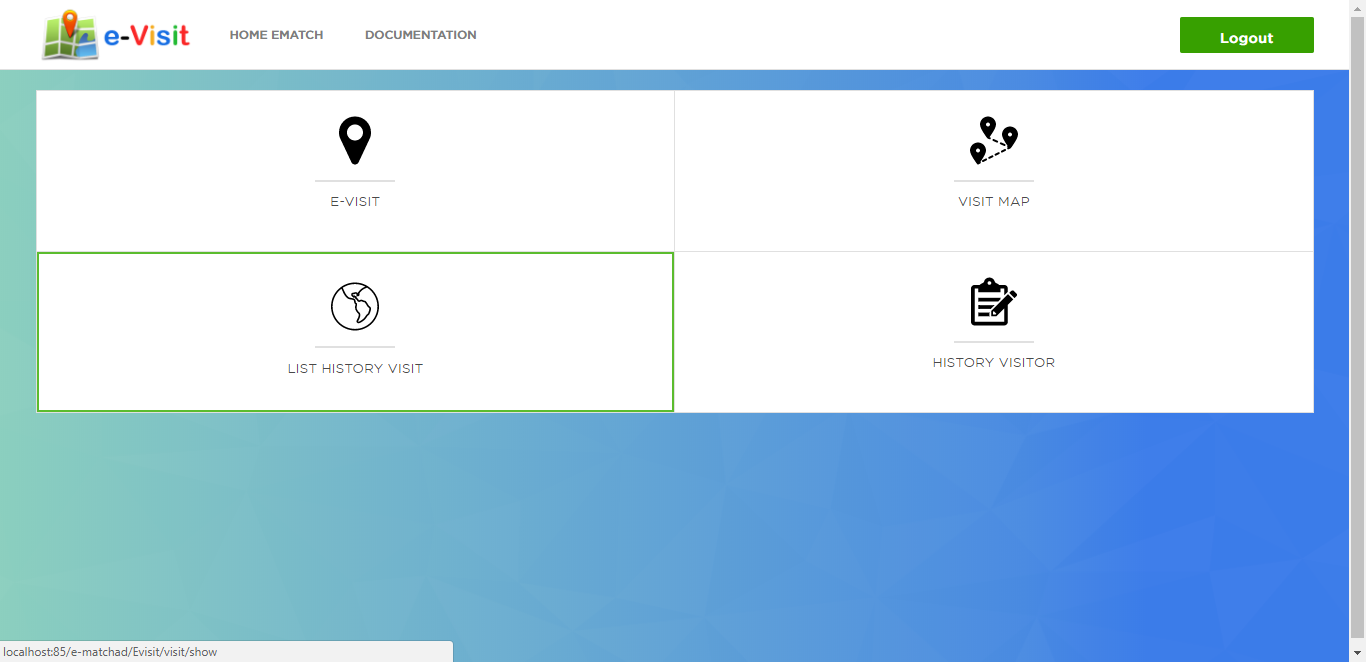 e-Visit
HOME EMATCH
DOCUMENTATION
Logout
E-VISIT
VISIT MAP
LIST HISTORY VISIT
HISTORY VISITOR
localhost:85/e-matchad/Evisit/visit/show